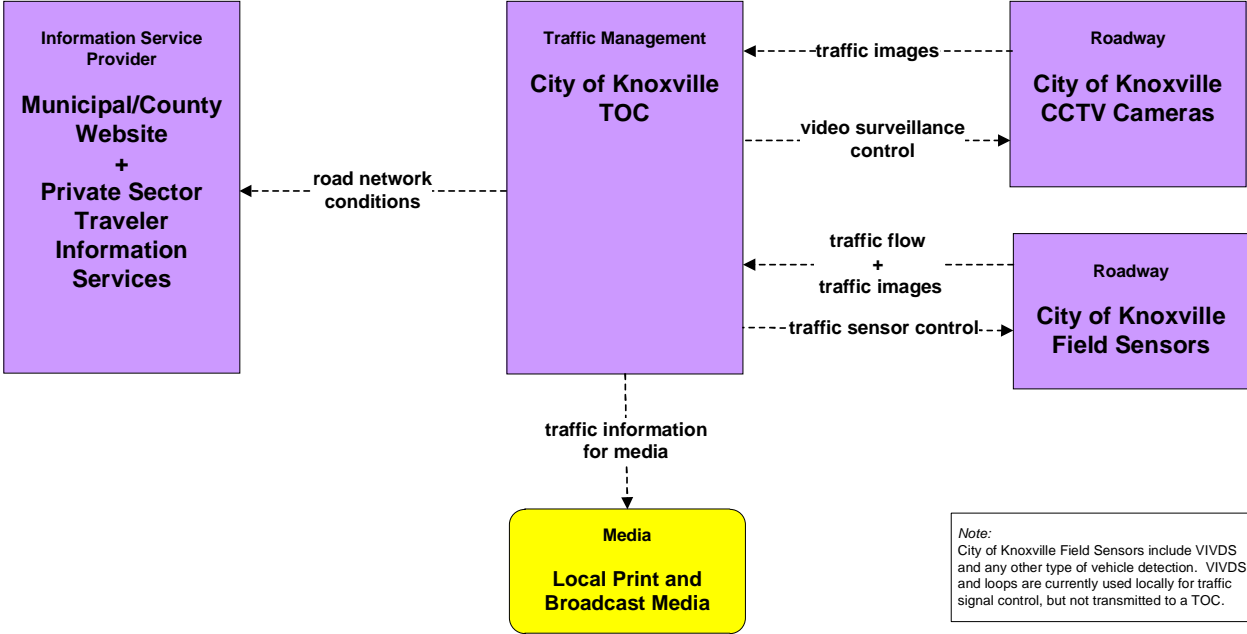 Information Service
Provider
Municipal/County
Website
+
Private Sector
Traveler
Information
Services
road network
conditions
Traffic Management
City of Knoxville
TOC
traffic images
video surveillance
control
Roadway
City of Knoxville
CCTV Cameras
traffic flow
+
traffic images
traffic sensor control
Roadway
City of Knoxville
Field Sensors
traffic information
for media
Media
Local Print and
Broadcast Media
Note:
City of Knoxville Field Sensors include VIVDS
and any other type of vehicle detection.  VIVDS
and loops are currently used locally for traffic
signal control, but not transmitted to a TOC.